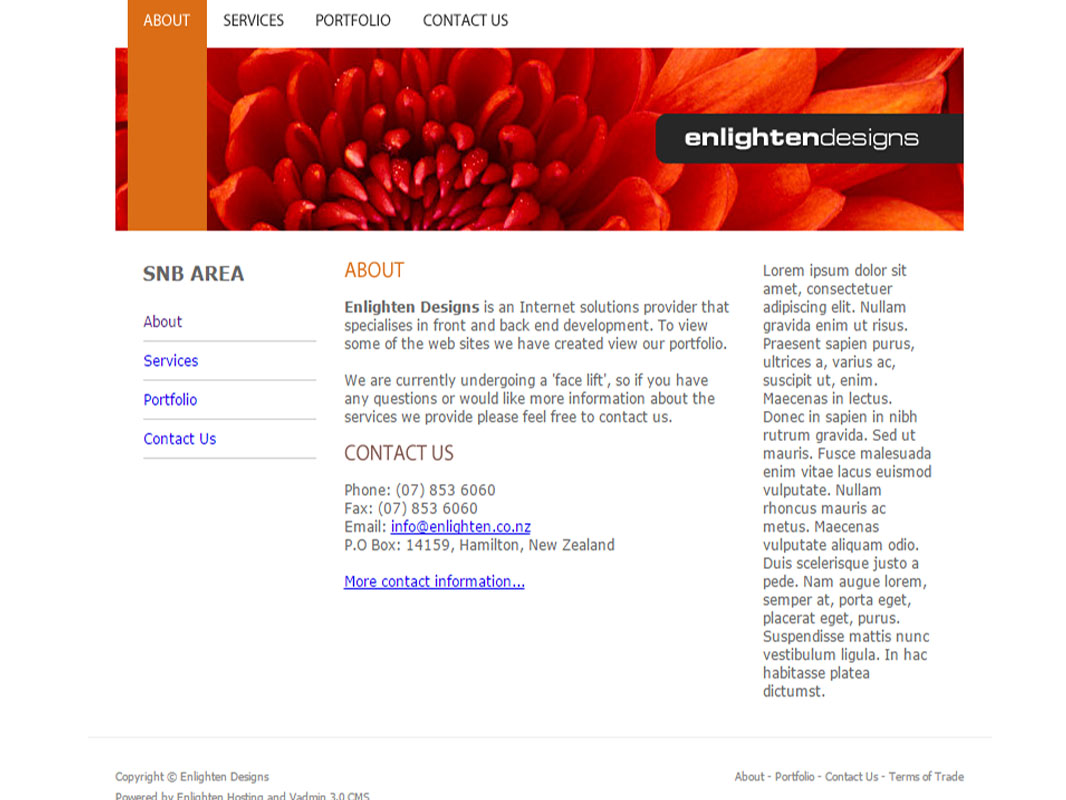 ABOUT SERVICES PORTFOLIO CONTACT US
enlightendesigns
SNB AREA
About
Services
Portfolio
Contact Us
ABOUT
Enlighten Designs is an Internet solutions provider that
specialises in front and back end development. To view
some of the web sites we have created view our portfolio.
We are currently undergoing a 'face lift', so if you have
any questions or would like more information about the
services we provide please feel free to contact us.
CONTACT US
Phone: (07) 853 6060
Fax: (07) 853 6060
Email: info@enlighten.co.nz
P.O Box: 14159, Hamilton, New Zealand
More contact information...
Lorem ipsum dolor sit
amet, consectetuer
adipiscing elit. Nullam
gravida enim ut risus.
Praesent sapien purus,
ultrices a, varius ac,
suscipit ut, enim.
Maecenas in lectus.
Donec in sapien in nibh
rutrum gravida. Sed ut
mauris. Fusce malesuada
enim vitae lacus euismod
vulputate. Nullam
rhoncus mauris ac
metus. Maecenas
vulputate aliquam odio.
Duis scelerisque justo a
pede. Nam augue lorem,
semper at, porta eget,
placerat eget, purus.
Suspendisse mattis nunc
vestibulum ligula. In hac
habitasse platea
dictumst.
Copyright © Enlighten Designs
Powered by Enlighten Hosting and Vadmin 3.0 CMS
About - Portfolio - Contact Us - Terms of Trade